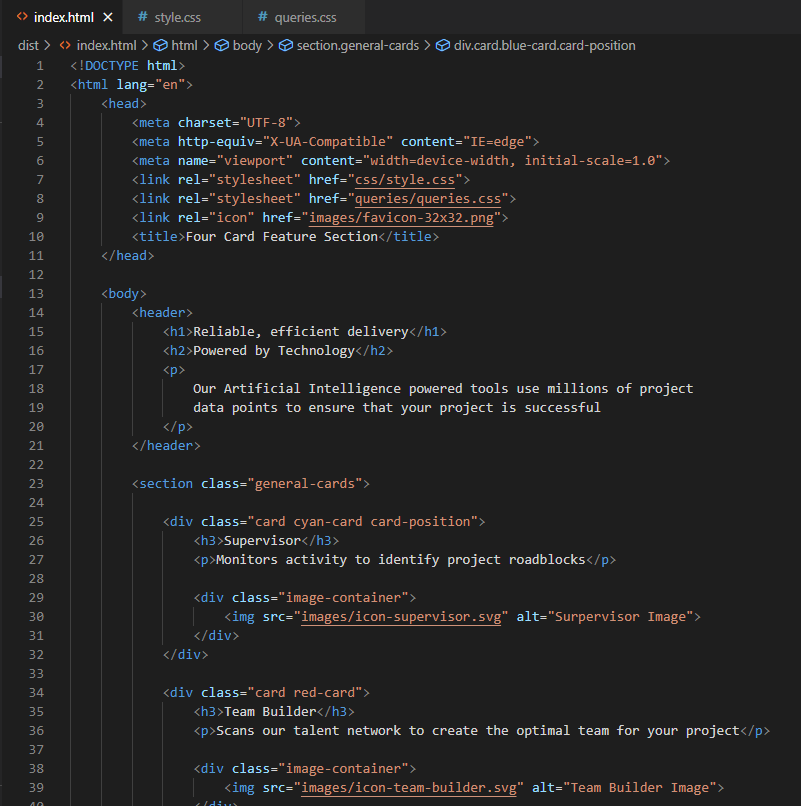 index.html × # style.css # queries.css
dist > index.html > html > body > section.general-cards > div.card.blue-card.card-position
1 <!DOCTYPE html>
2 <html lang="en">
3 <head>
4 <meta charset="UTF-8">
5 <meta http-equiv="X-UA-Compatible" content="IE=edge">
6 <meta name="viewport" content="width=device-width, initial-scale=1.0">
7 <link rel="stylesheet" href="css/style.css">
8 <link rel="stylesheet" href="queries/queries.css">
9 <link rel="icon" href="images/favicon-32x32.png">
10 <title>Four Card Feature Section</title>
11 </head>
12
13 <body>
14 <header>
15 <h1>Reliable, efficient delivery</h1>
16 <h2>Powered by Technology</h2>
17 <p>
18 Our Artificial Intelligence powered tools use millions of project
19 data points to ensure that your project is successful
20 </p>
21 </header>
22
23 <section class="general-cards">
24
25 <div class="card cyan-card card-position">
26 <h3>Supervisor</h3>
27 <p>Monitors activity to identify project roadblocks</p>
28
29 <div class="image-container">
30 <img src="images/icon-supervisor.svg" alt="Surpervisor Image">
31 </div>
32 </div>
33
34 <div class="card red-card">
35 <h3>Team Builder</h3>
36 <p>Scans our talent network to create the optimal team for your project</p>
37
38 <div class="image-container">
39 <img src="images/icon-team-builder.svg" alt="Team Builder Image">